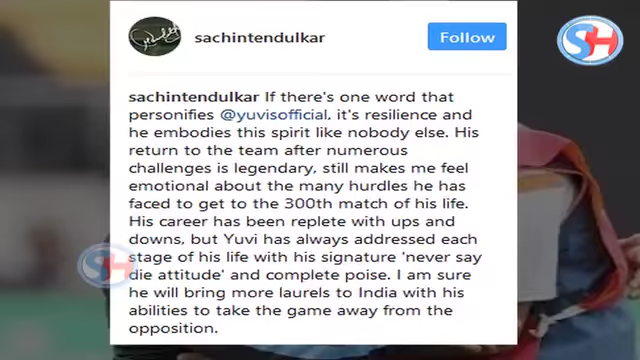 SH
sachintendulkar
Follow
sachintendulkar If there's one word that
personifies @yuvisofficial, it's resilience and
he embodies this spirit like nobody else. His
return to the team after numerous
challenges is legendary, still makes me feel
emotional about the many hurdles he has
faced to get to the 300th match of his life.
His career has been replete with ups and
downs, but Yuvi has always addressed each
stage of his life with his signature 'never say
die attitude' and complete poise. I am sure
he will bring more laurels to India with his
abilities to take the game away from the
opposition.
SH